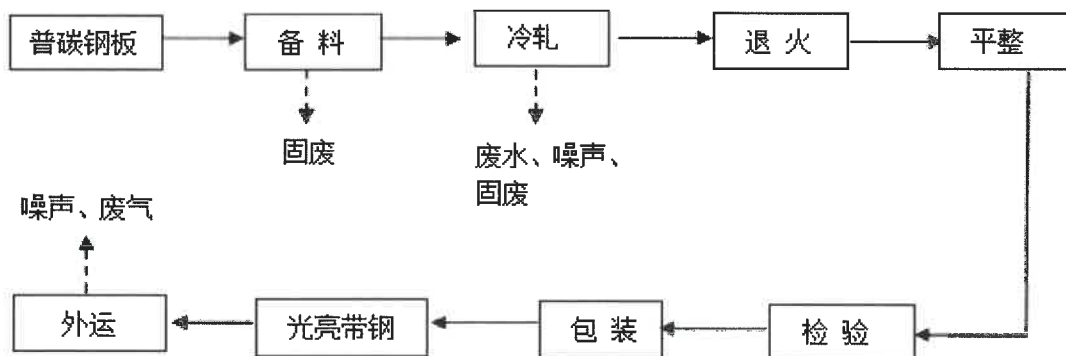 普碳钢板
备 料
冷轧
退 火
平整
固废
废水、噪声、
固废
噪声、废气
外运
光亮带钢
包 装
检 验